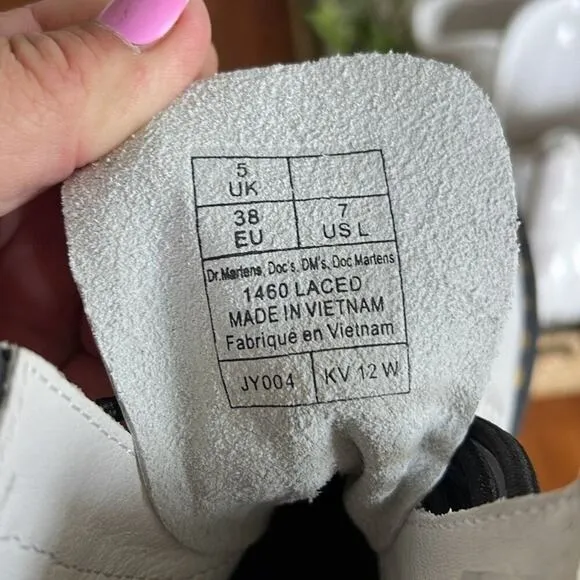 5
UK
38
EU
7
US L
Dr.Martens, Doc's, DM's, Doc Martens
1460 LACED
MADE IN VIETNAM
Fabriqué en Vietnam
JY004
KV 12 W